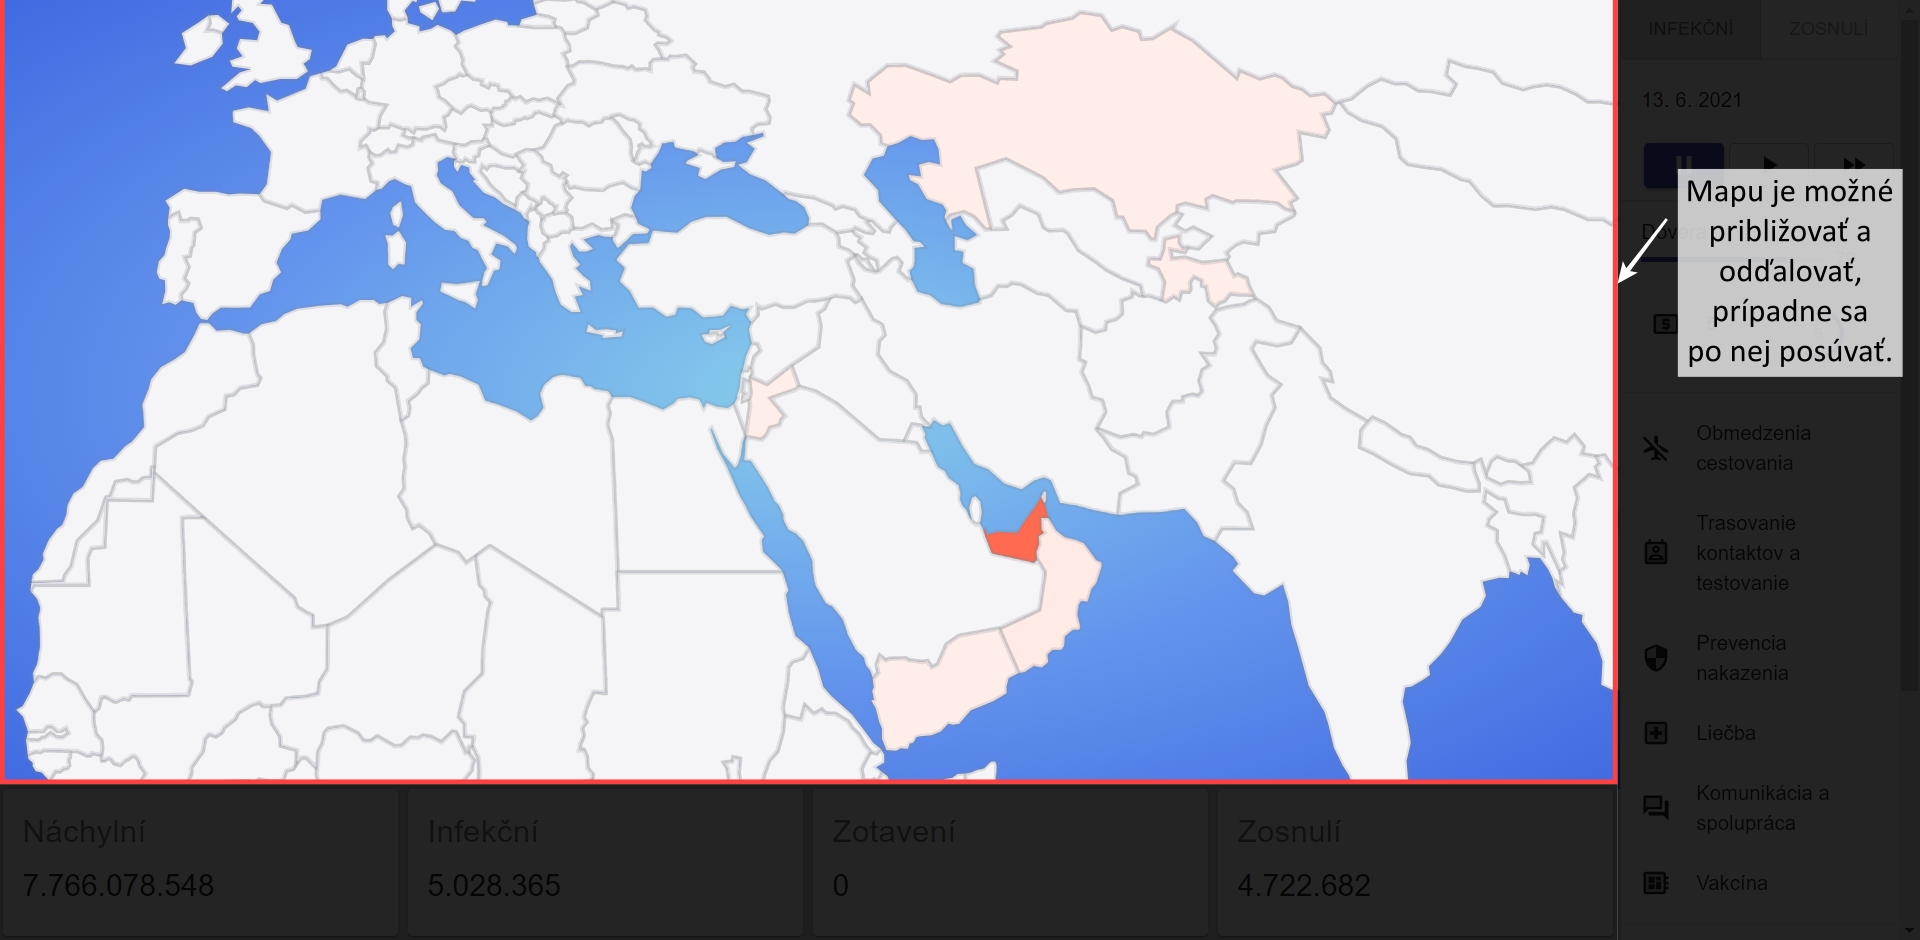 INFEKČNÍ ZOSNULÍ
13. 6. 2021
Mapu je možné
približovať a
odďaľovať,
prípadne sa
po nej posúvať.
Obmedzenia
cestovania
Trasovanie
kontaktov a
testovanie
Prevencia
nakazenia
Liečba
Komunikácia a
spolupráca
Vakcína
Náchylní Infekční Zotavení Zosnulí
7.766.078.548 5.028.365 0 4.722.682